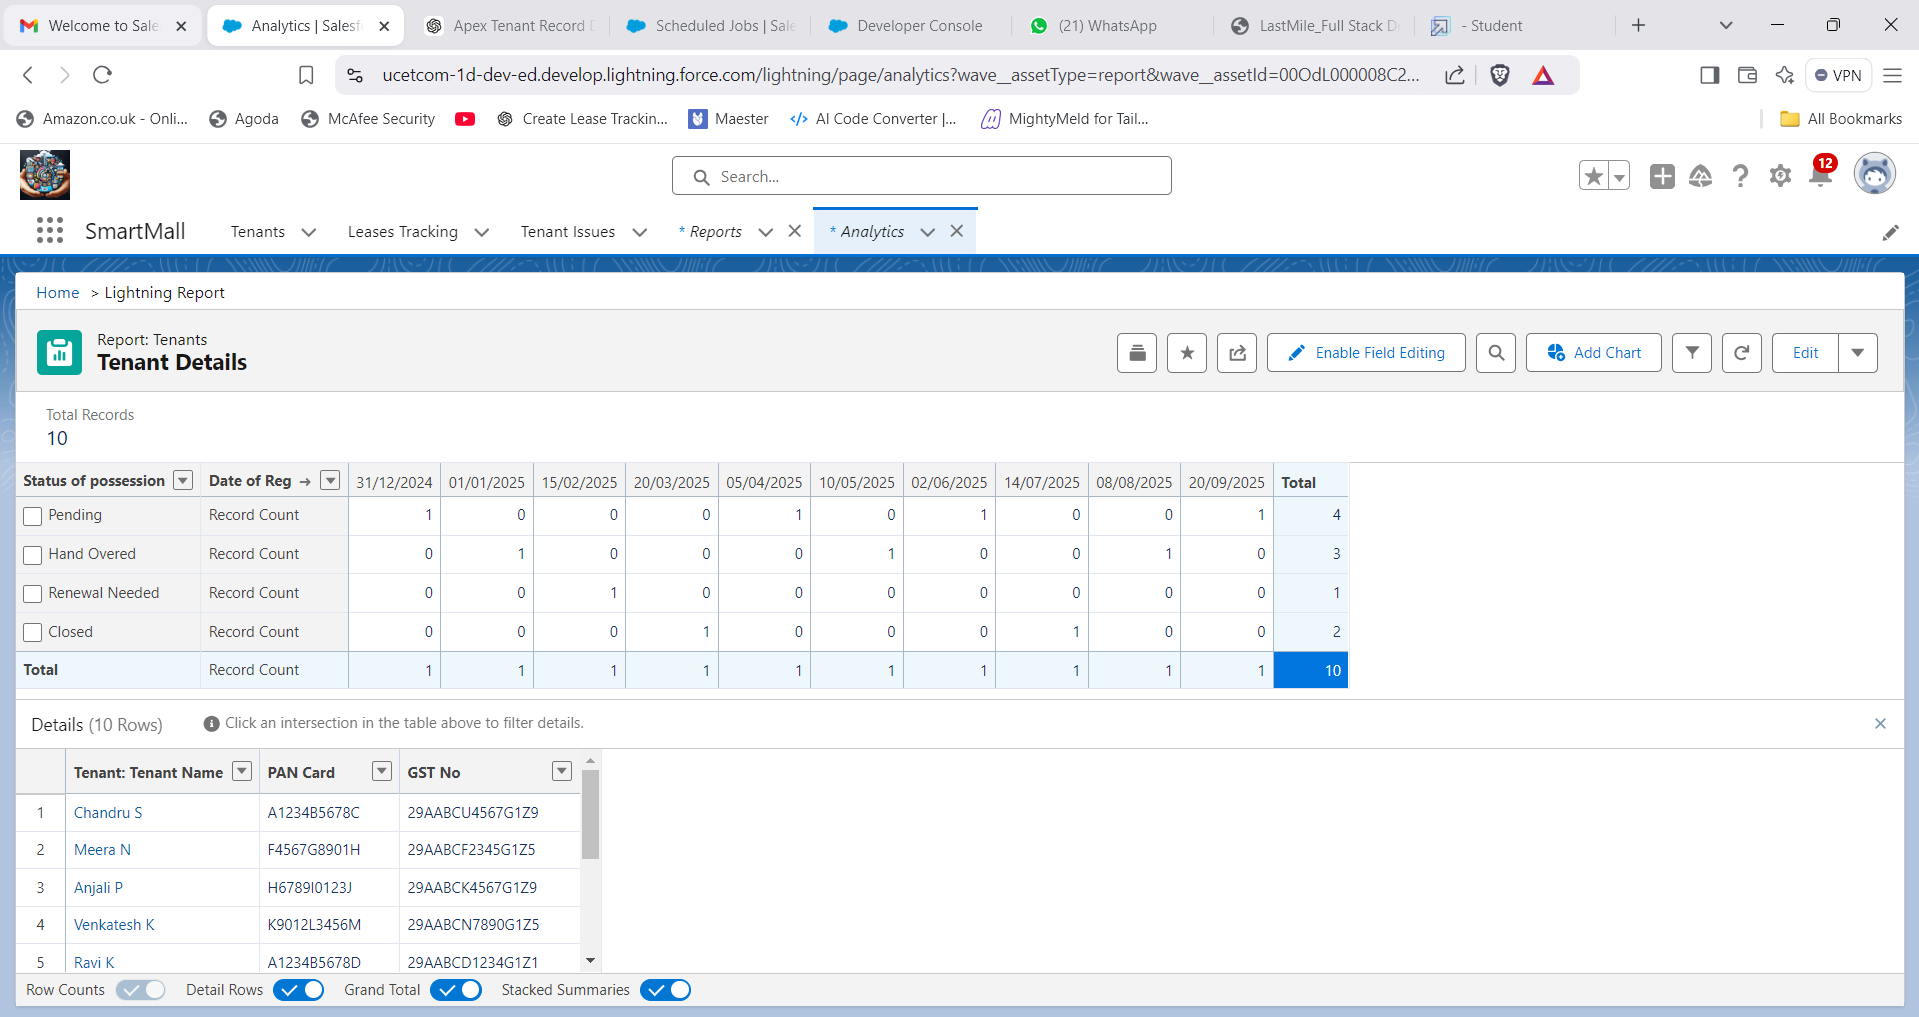 Welcome to Sale
Analytics | Salesf
Apex Tenant Record D
Scheduled Jobs | Sale
Developer Console
(21) WhatsApp
LastMile_Full Stack D
- Student
ucetcom-1d-dev-ed.develop.lightning.force.com/lightning/page/analytics?wave__assetType=report&wave__assetId=00OdL000008C2...
VPN
Amazon.co.uk - Onli...
Agoda
McAfee Security
Create Lease Trackin...
Maester
AI Code Converter |...
MightyMeld for Tail...
All Bookmarks
Search...
12
SmartMall
Tenants
Leases Tracking
Tenant Issues
* Reports
* Analytics
Home > Lightning Report
Report: Tenants
Tenant Details
Enable Field Editing
Add Chart
Edit
Total Records
10
Status of possession Date of Reg → 31/12/2024 01/01/2025 15/02/2025 20/03/2025 05/04/2025 10/05/2025 02/06/2025 14/07/2025 08/08/2025 20/09/2025 Total
Pending Record Count 1 0 0 0 1 0 1 0 0 1 4
Hand Overed Record Count 0 1 0 0 0 1 0 0 1 0 3
Renewal Needed Record Count 0 0 1 0 0 0 0 0 0 0 1
Closed Record Count 0 0 0 1 0 0 0 1 0 0 2
Total Record Count 1 1 1 1 1 1 1 1 1 1 10
Details (10 Rows)
Click an intersection in the table above to filter details.
Tenant: Tenant Name PAN Card GST No
1 Chandru S A1234B5678C 29AABCU4567G1Z9
2 Meera N F4567G8901H 29AABCF2345G1Z5
3 Anjali P H6789I0123J 29AABCK4567G1Z9
4 Venkatesh K K9012L3456M 29AABCN7890G1Z5
5 Ravi K A1234B5678D 29AABCD1234G1Z1
Row Counts
Detail Rows
Grand Total
Stacked Summaries